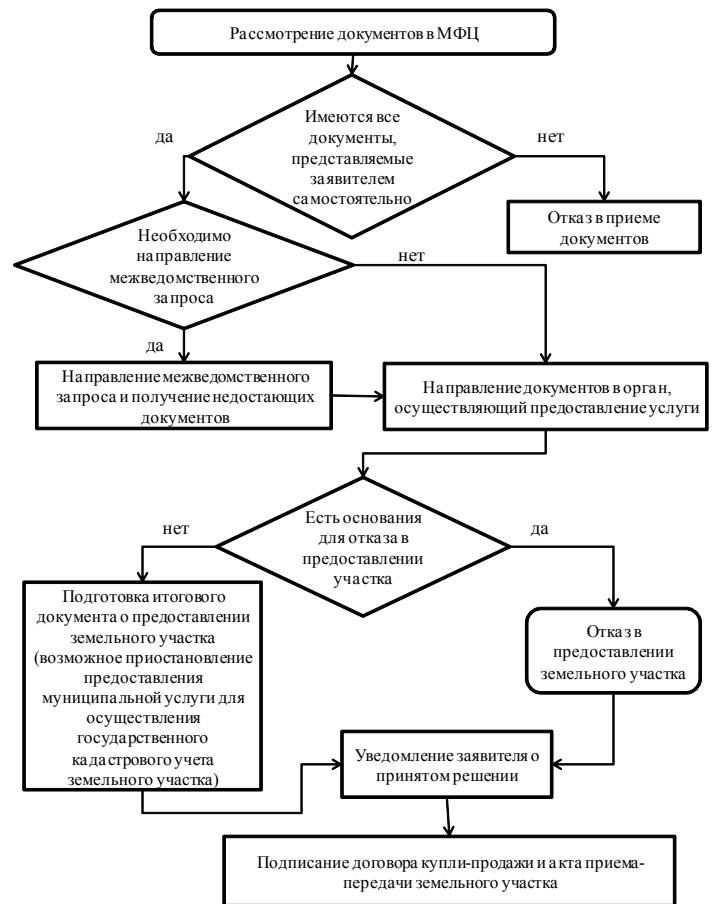 Рассмотрение документов в МФЦ
Имеются все
документы,
представляемые
заявителем
самостоятельно
да
нет
Отказ в приеме
документов
Необходимо
направление
межведомственного
запроса
нет
да
Направление межведомственного
запроса и получение недостающих
документов
Направление документов в орган,
осуществляющий предоставление услуги
Есть основания
для отказа в
предоставлении
участка
нет
да
Подготовка итогового
документа о предоставлении
земельного участка
(возможное приостановление
предоставления
муниципальной услуги для
осуществления
государственного
кадастрового учета
земельного участка)
Отказ в
предоставлении
земельного участка
Уведомление заявителя о
принятом решении
Подписание договора купли-продажи и акта приема-
передачи земельного участка